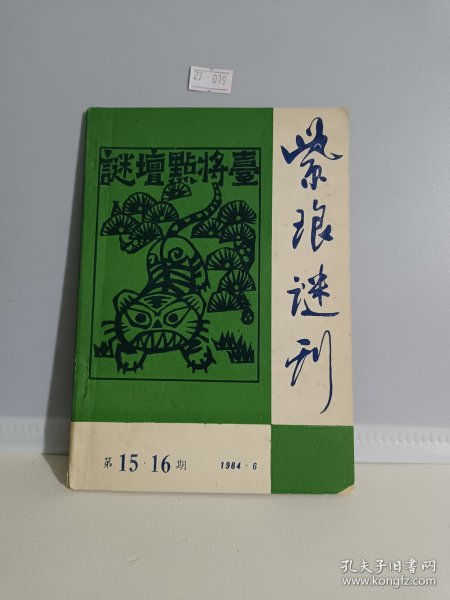 27 019
謎壇點將臺
紫琅谜刊
第15·16期
1984·6
孔夫子旧书网
www.kongfz.com